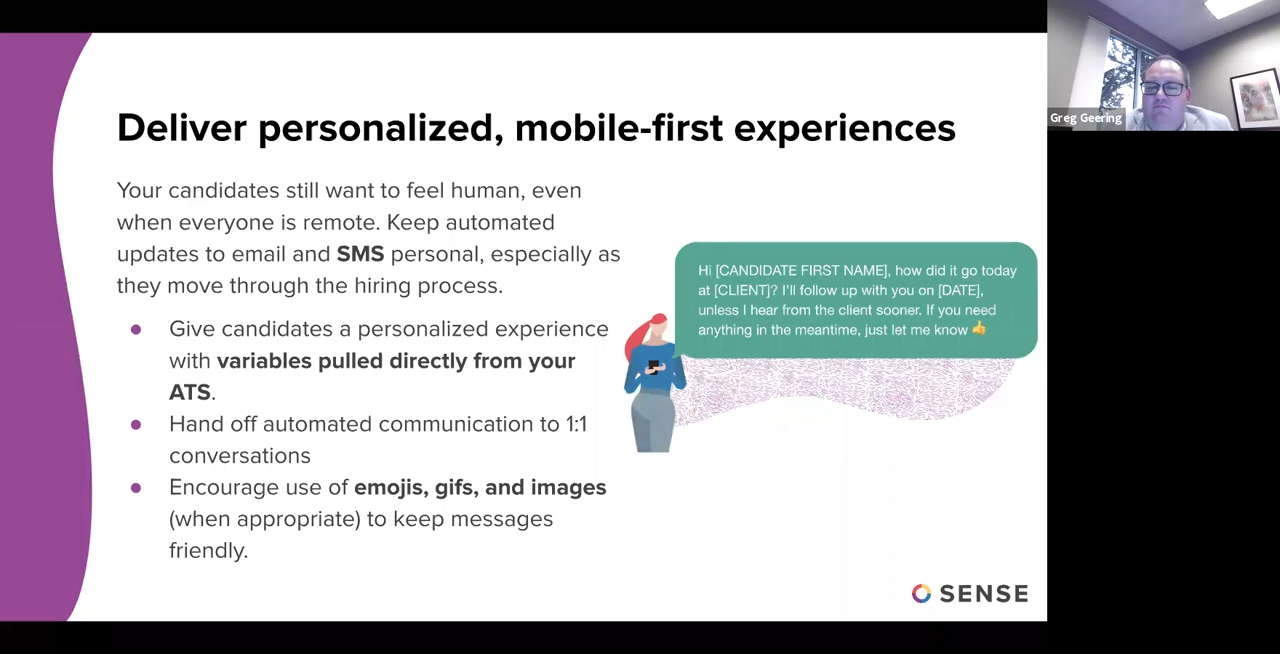 Deliver personalized, mobile-first experiences
Your candidates still want to feel human, even
when everyone is remote. Keep automated
updates to email and SMS personal, especially as
they move through the hiring process.
● Give candidates a personalized experience
with variables pulled directly from your
ATS.
● Hand off automated communication to 1:1
conversations
● Encourage use of emojis, gifs, and images
(when appropriate) to keep messages
friendly.
Hi [CANDIDATE FIRST NAME], how did it go today
at [CLIENT]? I'll follow up with you on [DATE],
unless I hear from the client sooner. If you need
anything in the meantime, just let me know 👍
SENSE
Greg Geering